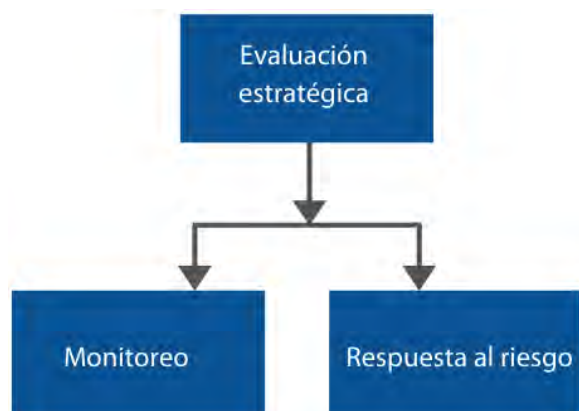 Evaluación
estratégica
Monitoreo
Respuesta al riesgo